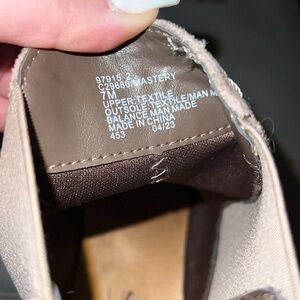 97915 2
C29686/MASTERY
7M
UPPER:TEXTILE
OUTSOLE:TEXTILE/MAN M
BALANCE MAN MADE
MADE IN CHINA
453 04/23